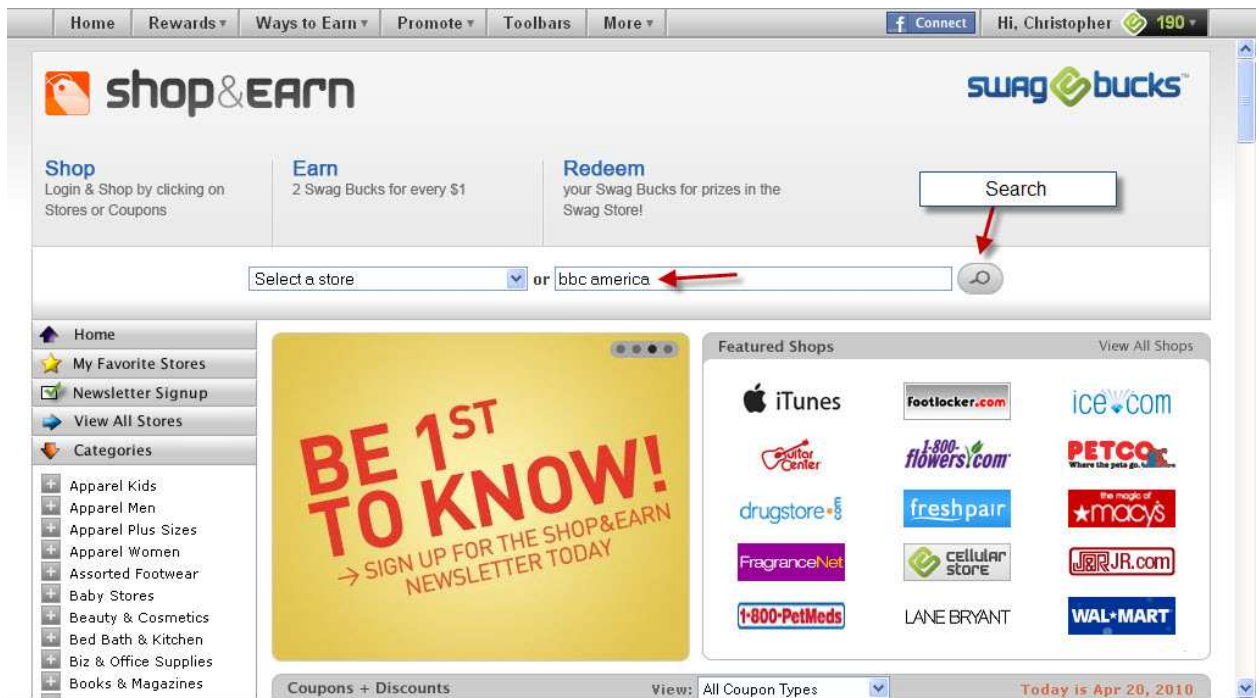 Home Rewards Ways to Earn Promote Toolbars More f Connect Hi, Christopher 190
shop&EARN
swagbucks™
Shop
Login & Shop by clicking on
Stores or Coupons
Earn
2 Swag Bucks for every $1
Redeem
your Swag Bucks for prizes in the
Swag Store!
Search
Select a store or bbc america
Home
My Favorite Stores
Newsletter Signup
View All Stores
Categories
Apparel Kids
Apparel Men
Apparel Plus Sizes
Apparel Women
Assorted Footwear
Baby Stores
Beauty & Cosmetics
Bed Bath & Kitchen
Biz & Office Supplies
Books & Magazines
BE 1ST
TO KNOW!
→ SIGN UP FOR THE SHOP&EARN
NEWSLETTER TODAY
Featured Shops View All Shops
iTunes footlocker.com ice.com
Guitar Center 1-800-flowers.com PETCO Where the pets go.
drugstore freshpair the magic of macy's
FragranceNet cellular store J&R JR.com
1-800-PetMeds LANE BRYANT WAL★MART
Coupons + Discounts View: All Coupon Types Today is Apr 20, 2010